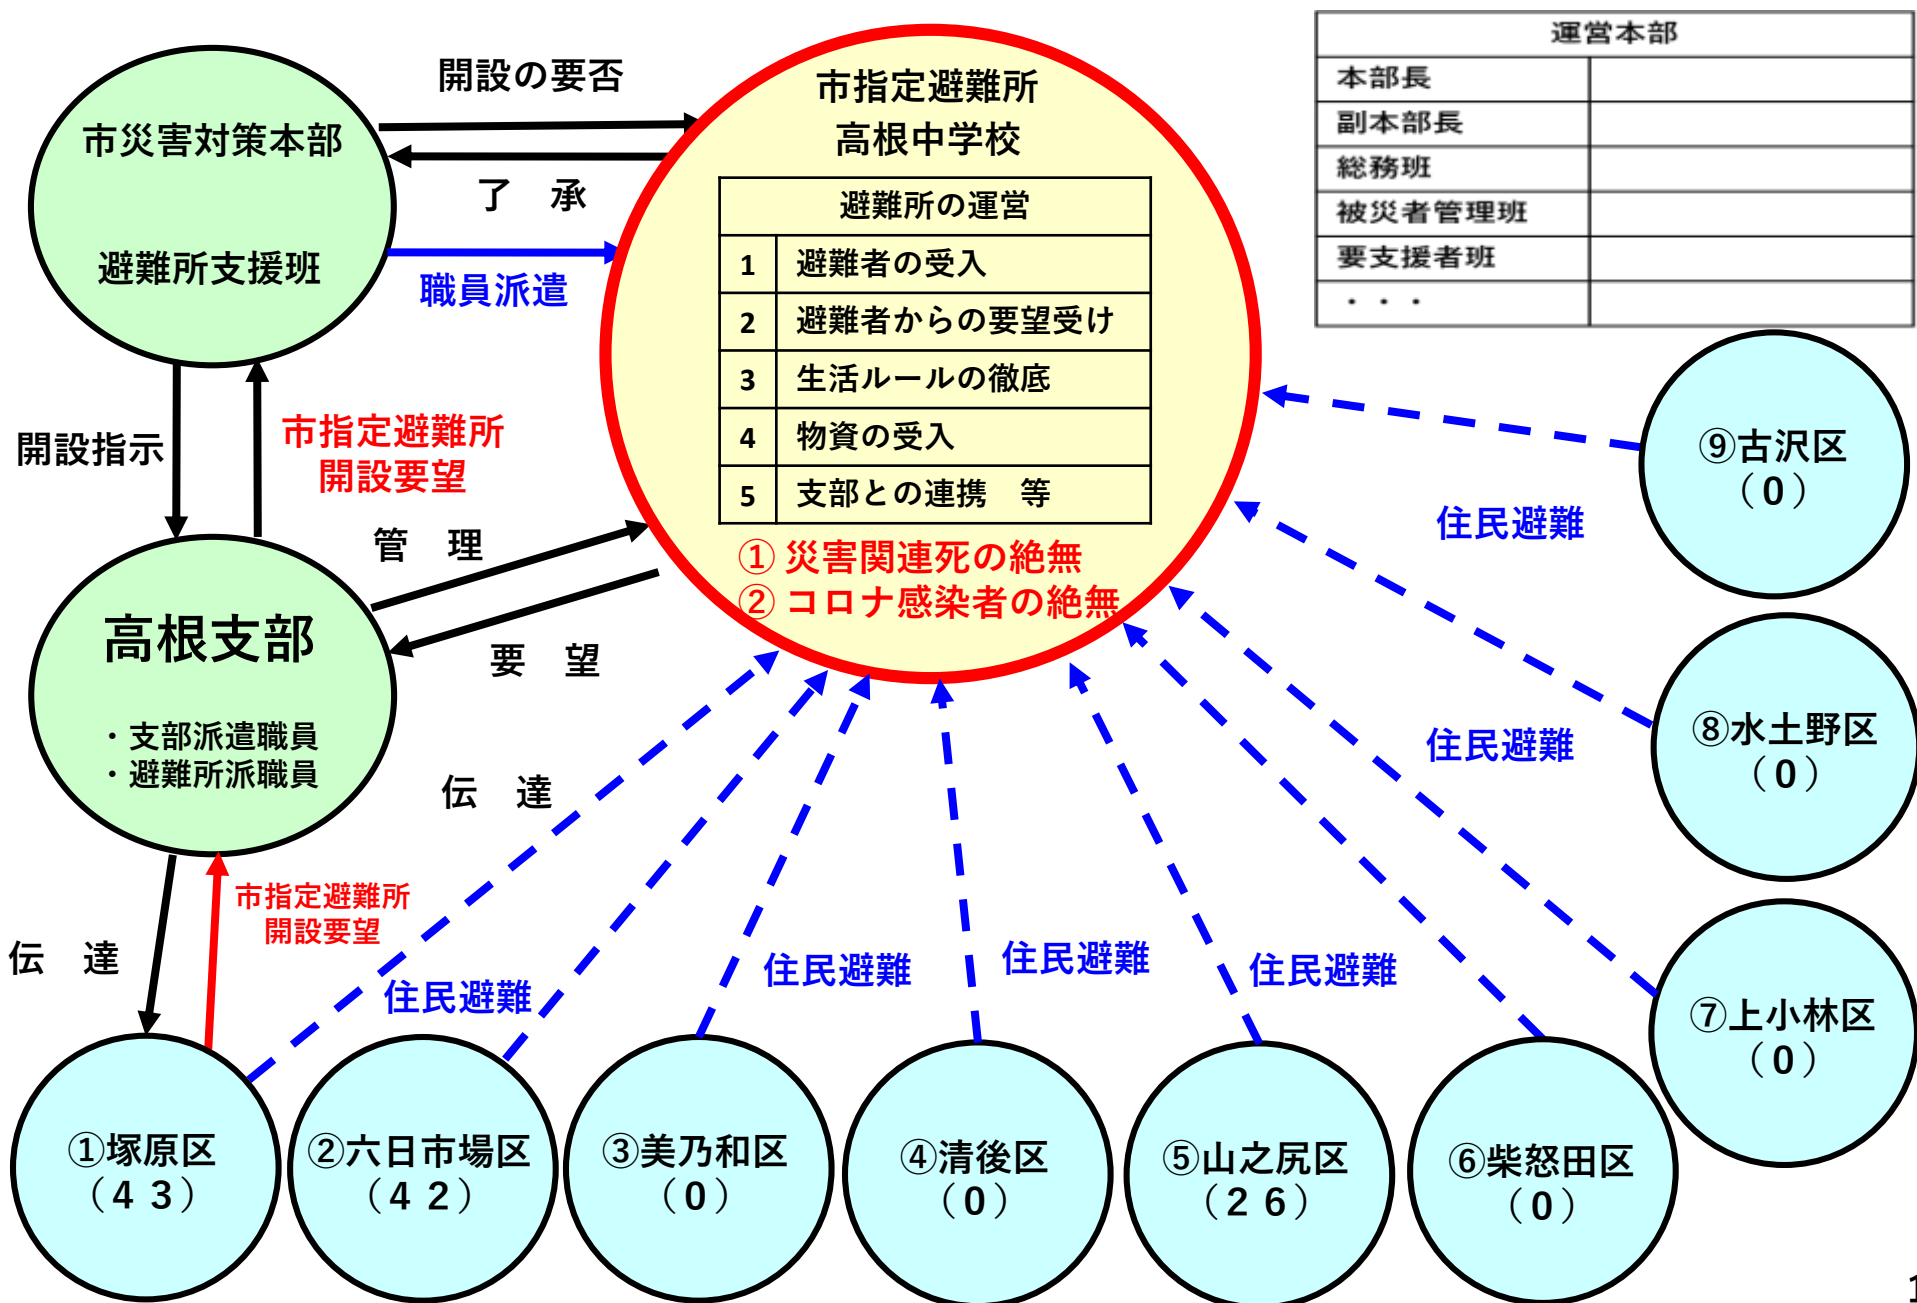 開設の要否
市災害対策本部
避難所支援班
了　承
職員派遣
市指定避難所
高根中学校
避難所の運営
1 避難者の受入
2 避難者からの要望受け
3 生活ルールの徹底
4 物資の受入
5 支部との連携　等
① 災害関連死の絶無
② コロナ感染者の絶無
運営本部
本部長
副本部長
総務班
被災者管理班
要支援者班
・・・
開設指示
市指定避難所
開設要望
管　理
要　望
高根支部
・支部派遣職員
・避難所派職員
伝　達
市指定避難所
開設要望
伝　達
住民避難
住民避難
住民避難
住民避難
住民避難
住民避難
⑨古沢区
（0）
⑧水土野区
（0）
⑦上小林区
（0）
①塚原区
（43）
②六日市場区
（42）
③美乃和区
（0）
④清後区
（0）
⑤山之尻区
（26）
⑥柴怒田区
（0）
1